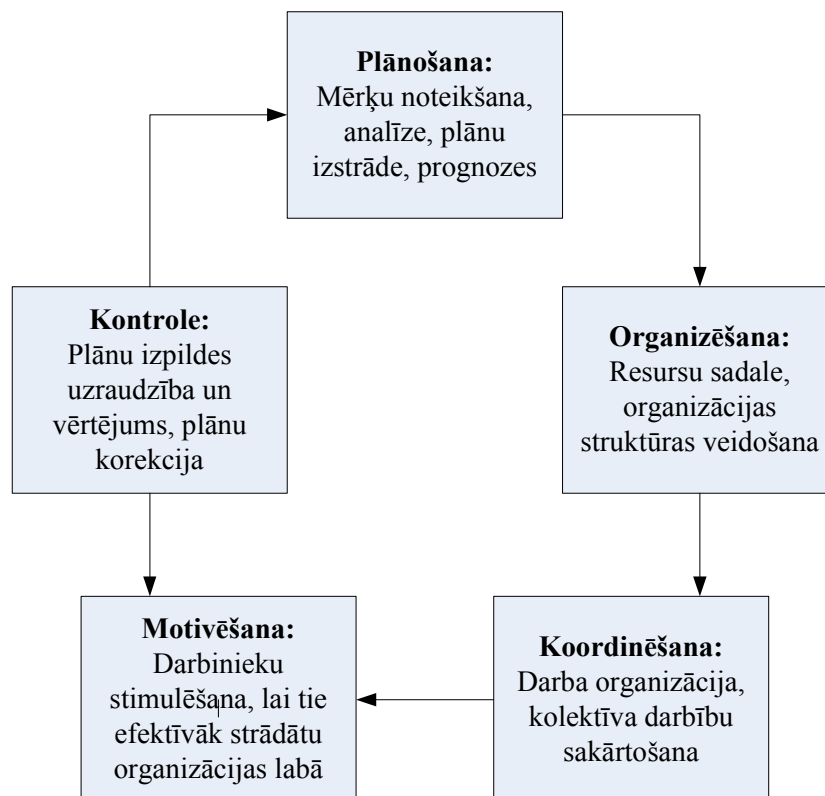 Plānošana:
Mērķu noteikšana,
analīze, plānu
izstrāde, prognozes
Kontrole:
Plānu izpildes
uzraudzība un
vērtējums, plānu
korekcija
Organizēšana:
Resursu sadale,
organizācijas
struktūras veidošana
Motivēšana:
Darbinieku
stimulēšana, lai tie
efektīvāk strādātu
organizācijas labā
Koordinēšana:
Darba organizācija,
kolektīva darbību
sakārtošana